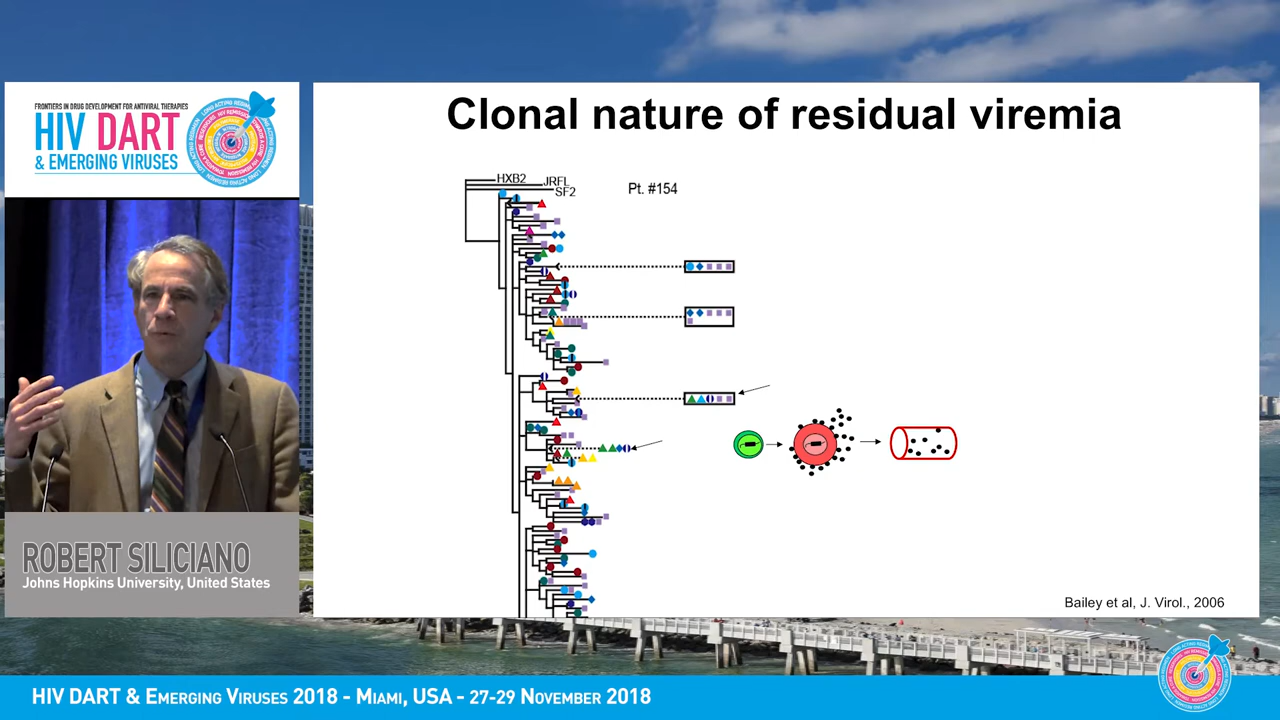 FRONTIERS IN DRUG DEVELOPMENT FOR ANTIVIRAL THERAPIES
HIV DART
& EMERGING VIRUSES
Clonal nature of residual viremia
HXB2
JRFL
SF2
Pt. #154
ROBERT SILICIANO
Johns Hopkins University, United States
Bailey et al, J. Virol., 2006
HIV DART & EMERGING VIRUSES 2018 - MIAMI, USA - 27-29 NOVEMBER 2018